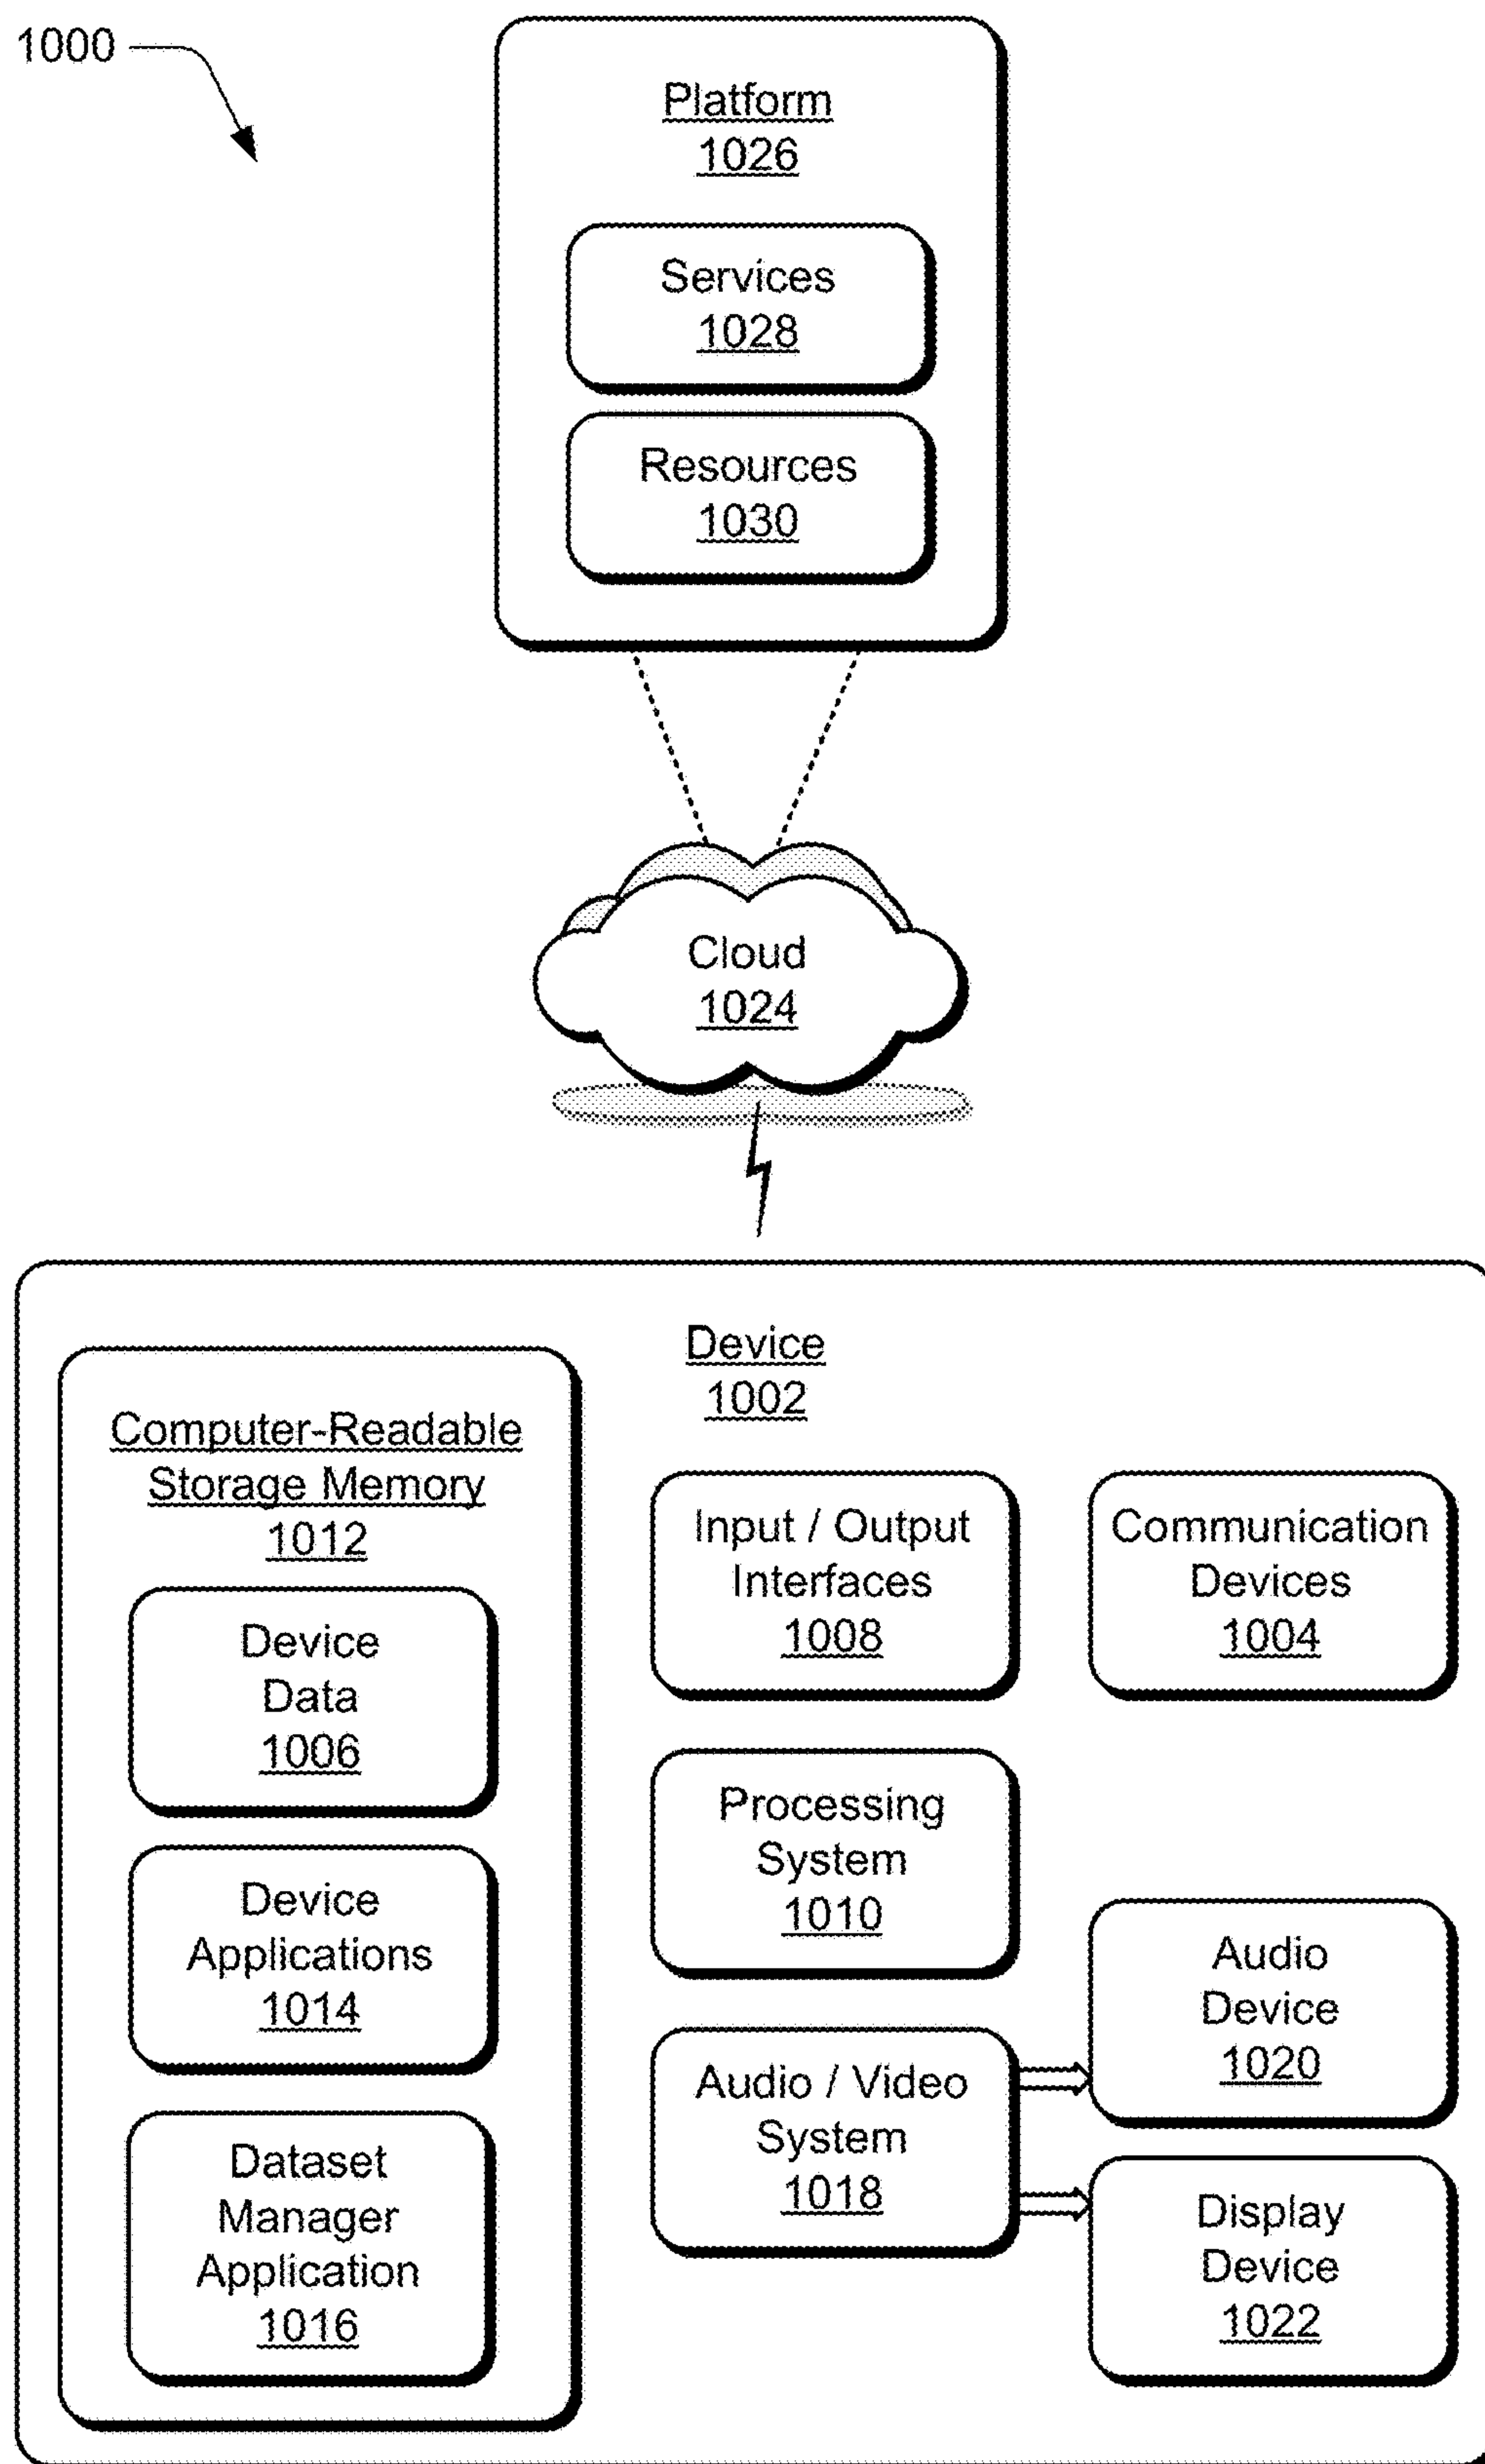 1000
Platform
1026
Services
1028
Resources
1030
Cloud
1024
Device
1002
Computer-Readable
Storage Memory
1012
Device
Data
1006
Device
Applications
1014
Dataset
Manager
Application
1016
Input / Output
Interfaces
1008
Communication
Devices
1004
Processing
System
1010
Audio / Video
System
1018
Audio
Device
1020
Display
Device
1022